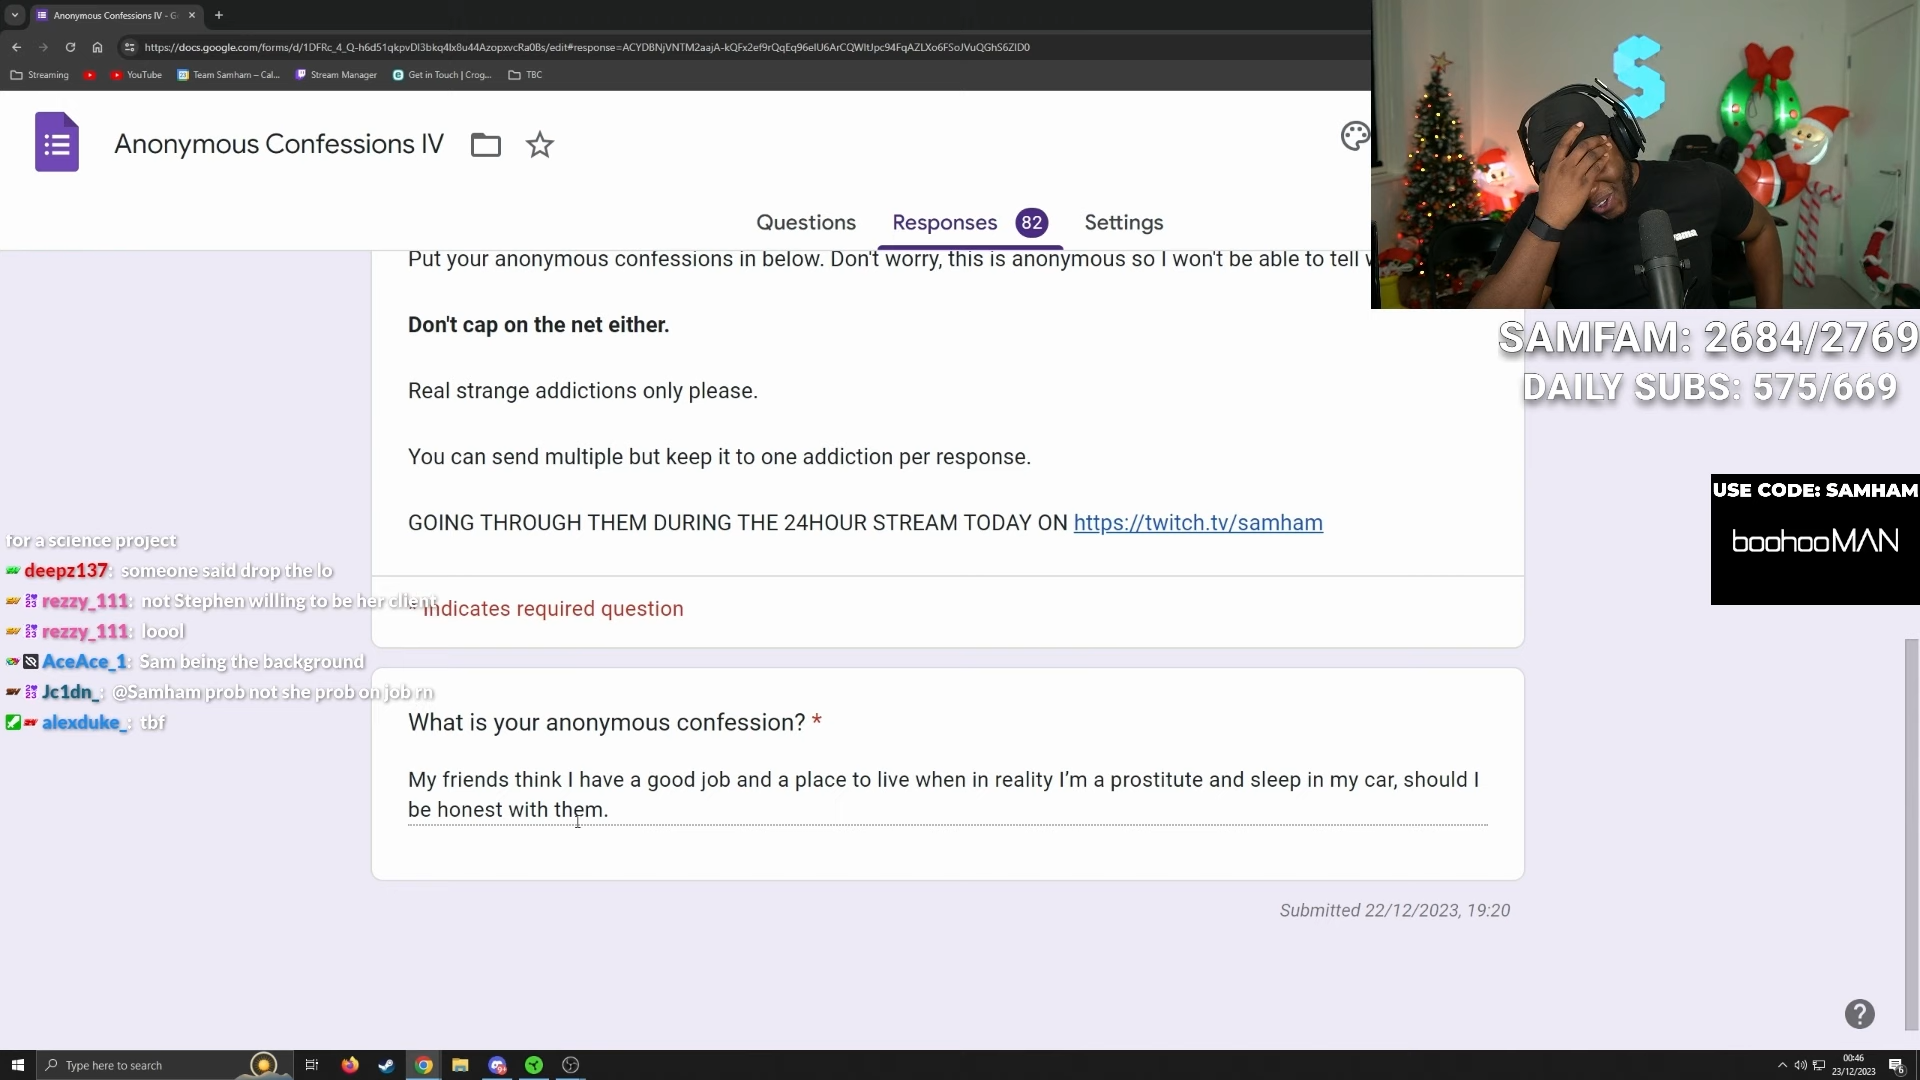 Anonymous Confessions IV - G
https://docs.google.com/forms/d/1DFRc_4_Q-h6d51qkpvDl3bkq4lx8u44AzopxvcRa0Bs/edit#response=
Streaming
YouTube
Team Samham – Cal...
Stream Manager
Get in Touch | Crog...
TBC
Anonymous Confessions IV
Questions
Responses
82
Settings
Put your anonymous confessions in below. Don't worry, this is anonymous so I won't be able to tell
Don't cap on the net either.
Real strange addictions only please.
You can send multiple but keep it to one addiction per response.
GOING THROUGH THEM DURING THE 24HOUR STREAM TODAY ON https://twitch.tv/samham
* Indicates required question
What is your anonymous confession? *
My friends think I have a good job and a place to live when in reality I'm a prostitute and sleep in my car, should I
be honest with them.
Submitted 22/12/2023, 19:20
for a science project
deepz137: someone said drop the lo
rezzy_111: not Stephen willing to be her client
rezzy_111: loool
AceAce_1: Sam being the background
Jc1dn_: @Samham prob not she prob on job rn
alexduke_: tbf
S
SAMFAM: 2684/2769
DAILY SUBS: 575/669
USE CODE: SAMHAM
boohooMAN
?
Type here to search
00:46
23/12/2023
6